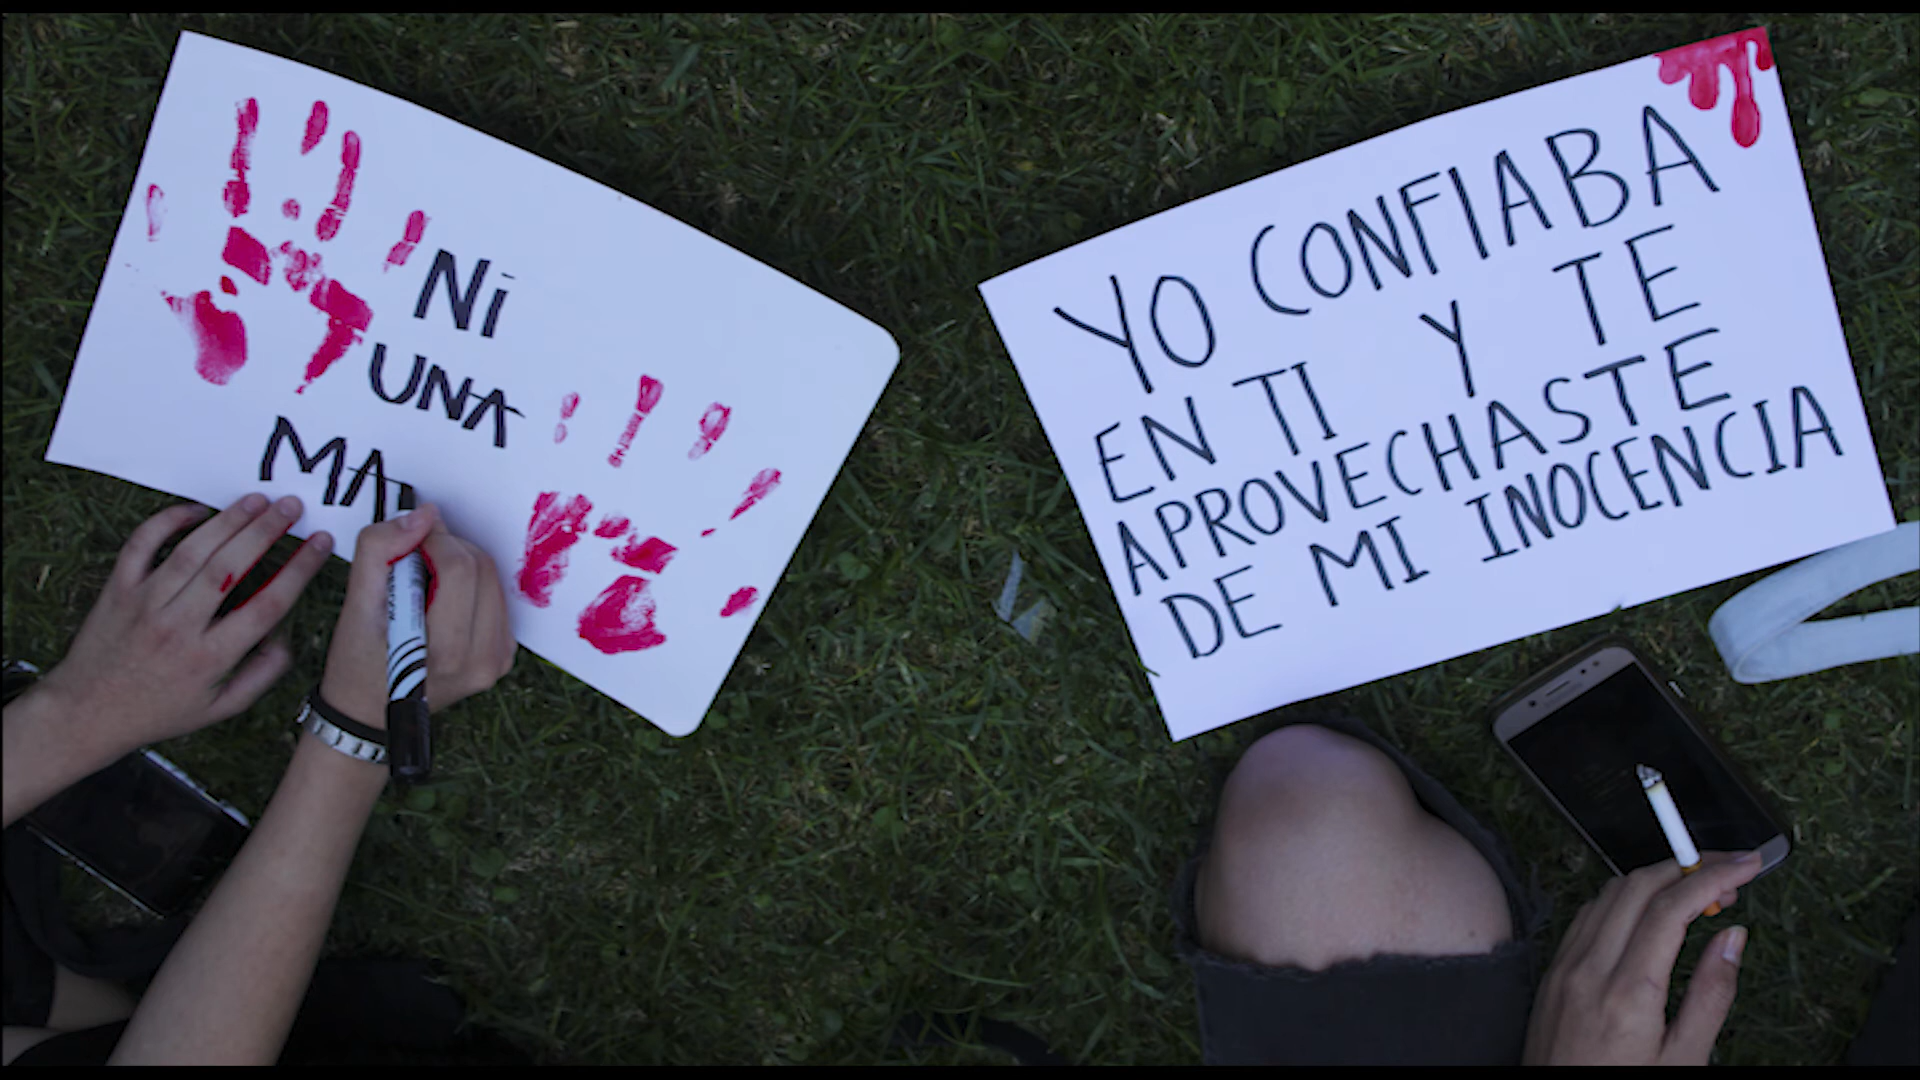 Ni
UNA
MA
YO CONFIABA
EN TI Y TE
APROVECHASTE
DE MI INOCENCIA